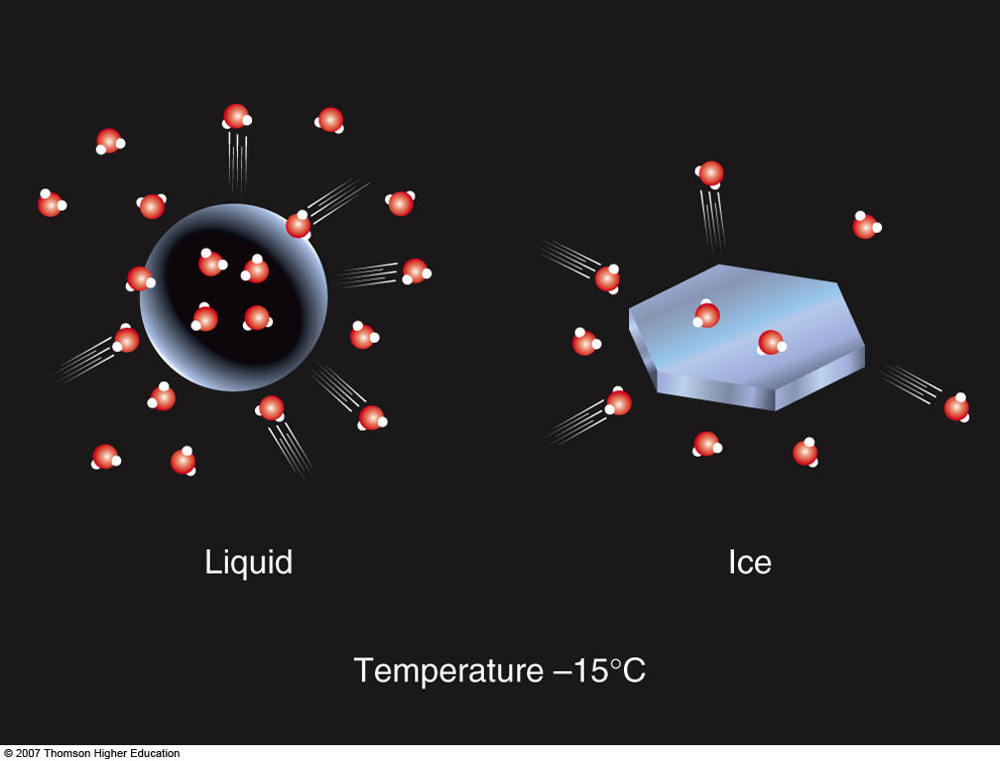 Liquid
Ice
Temperature –15°C
© 2007 Thomson Higher Education